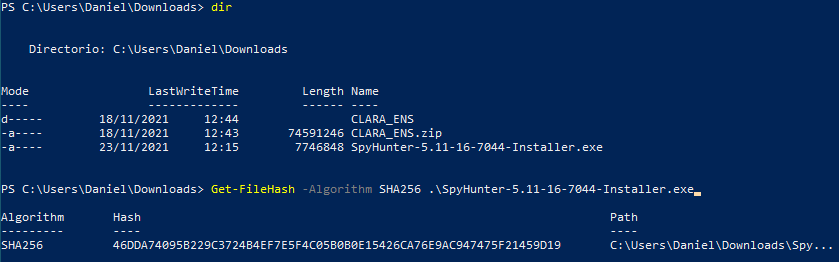 PS C:\Users\Daniel\Downloads> dir
Directorio: C:\Users\Daniel\Downloads
Mode LastWriteTime Length Name
---- ------------- ------ ----
d----- 18/11/2021 12:44 CLARA_ENS
-a---- 18/11/2021 12:43 74591246 CLARA_ENS.zip
-a---- 23/11/2021 12:15 7746848 SpyHunter-5.11-16-7044-Installer.exe
PS C:\Users\Daniel\Downloads> Get-FileHash -Algorithm SHA256 .\SpyHunter-5.11-16-7044-Installer.exe
Algorithm Hash Path
--------- ---- ----
SHA256 46DDA74095B229C3724B4EF7E5F4C05B0B0E15426CA76E9AC947475F21459D19 C:\Users\Daniel\Downloads\Spy...